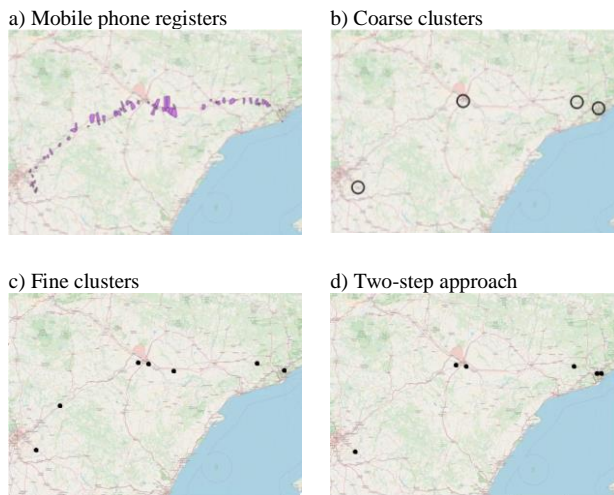 a) Mobile phone registers
b) Coarse clusters
c) Fine clusters
d) Two-step approach